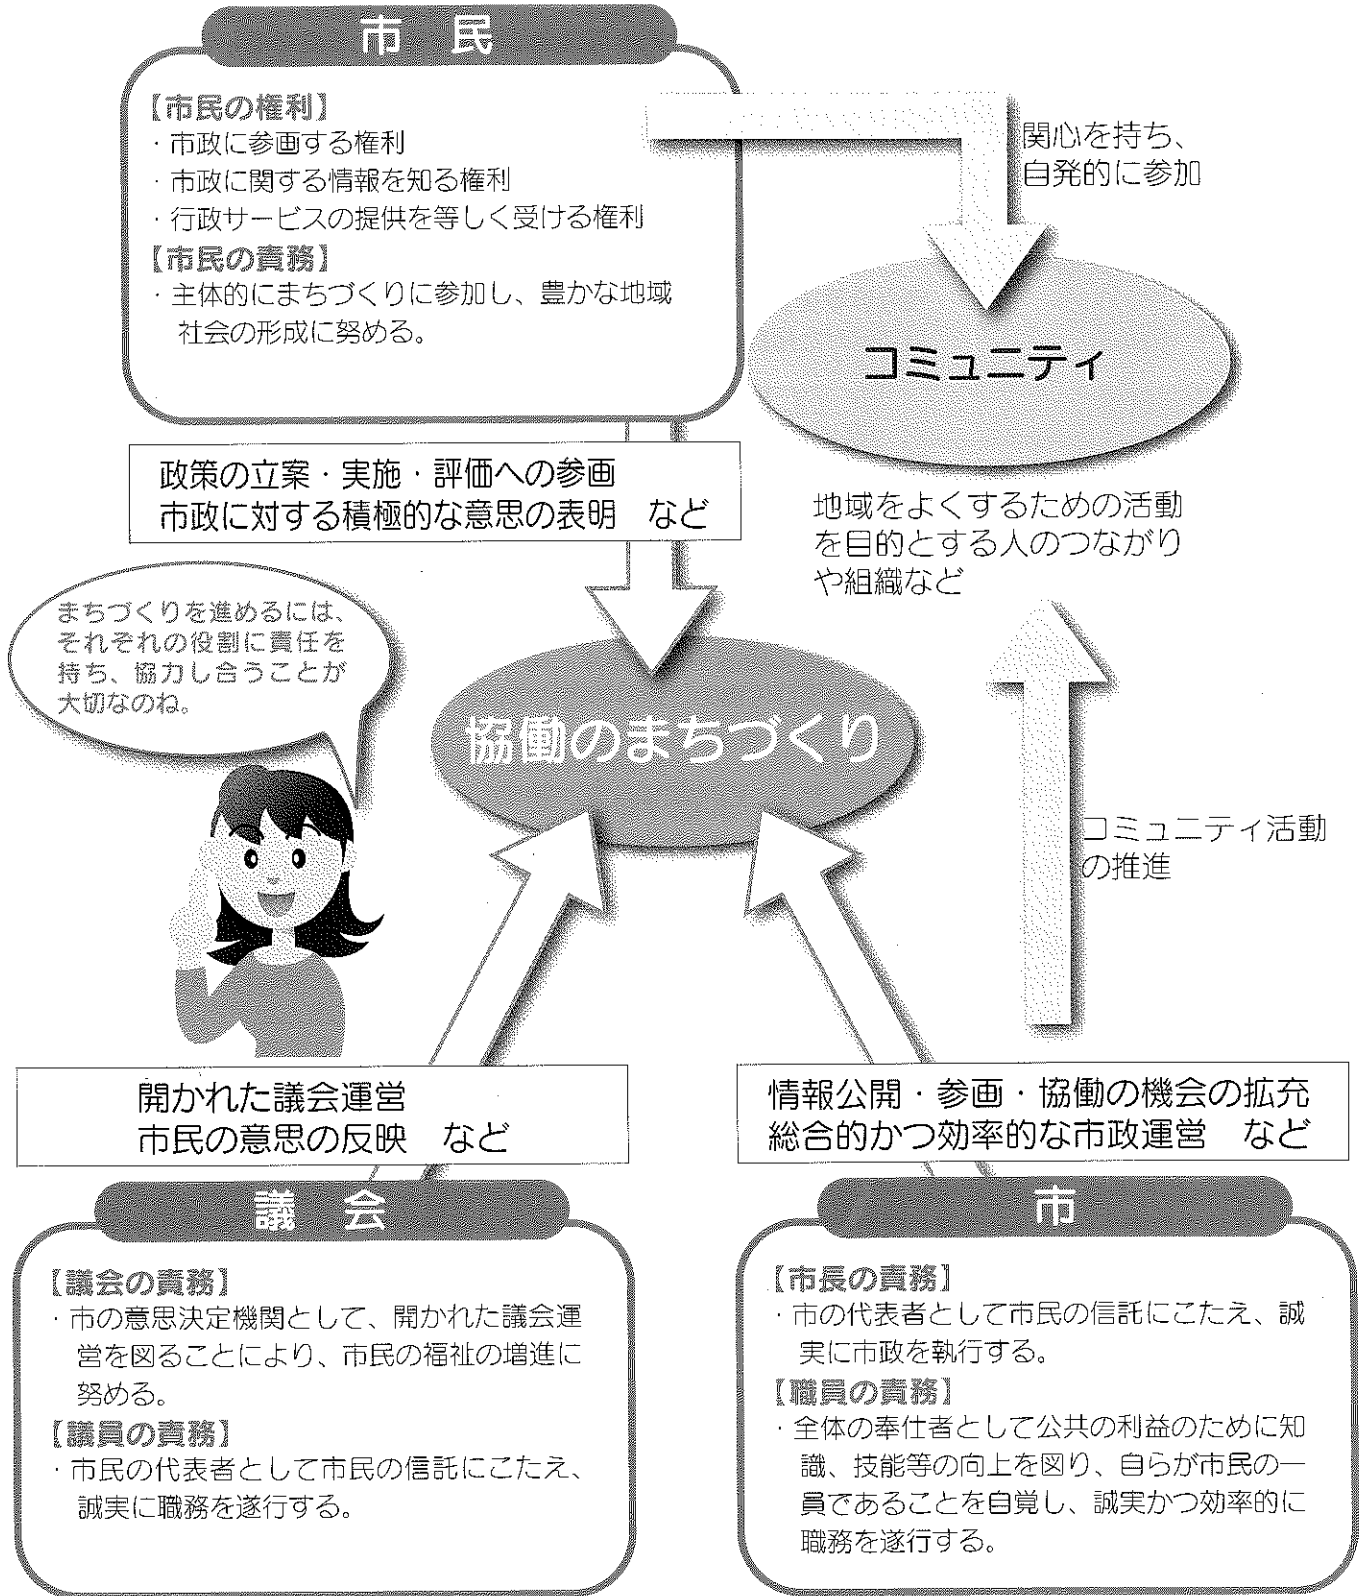 市　民
【市民の権利】
・市政に参画する権利
・市政に関する情報を知る権利
・行政サービスの提供を等しく受ける権利
【市民の責務】
・主体的にまちづくりに参加し、豊かな地域
社会の形成に努める。
関心を持ち、
自発的に参加
コミュニティ
地域をよくするための活動
を目的とする人のつながり
や組織など
政策の立案・実施・評価への参画
市政に対する積極的な意思の表明　など
まちづくりを進めるには、
それぞれの役割に責任を
持ち、協力し合うことが
大切なのね。
協働のまちづくり
コミュニティ活動
の推進
開かれた議会運営
市民の意思の反映　など
情報公開・参画・協働の機会の拡充
総合的かつ効率的な市政運営　など
議　会
【議会の責務】
・市の意思決定機関として、開かれた議会運
営を図ることにより、市民の福祉の増進に
努める。
【議員の責務】
・市民の代表者として市民の信託にこたえ、
誠実に職務を遂行する。
市
【市長の責務】
・市の代表者として市民の信託にこたえ、誠
実に市政を執行する。
【職員の責務】
・全体の奉仕者として公共の利益のために知
識、技能等の向上を図り、自らが市民の一
員であることを自覚し、誠実かつ効率的に
職務を遂行する。